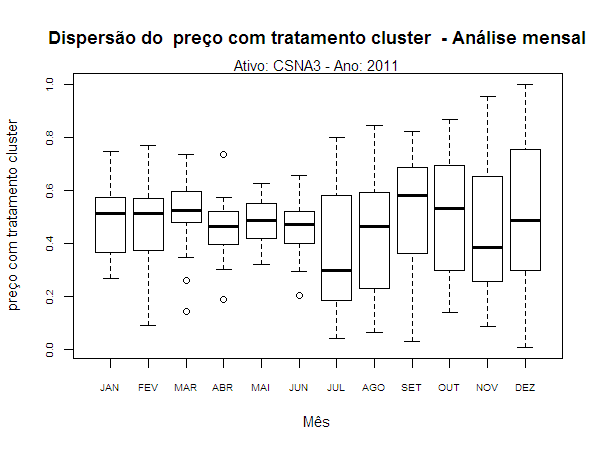 Dispersão do  preço com tratamento cluster  - Análise mensal
Ativo: CSNA3 - Ano: 2011
preço com tratamento cluster
1.0
0.8
0.6
0.4
0.2
0.0
JAN FEV MAR ABR MAI JUN JUL AGO SET OUT NOV DEZ
Mês